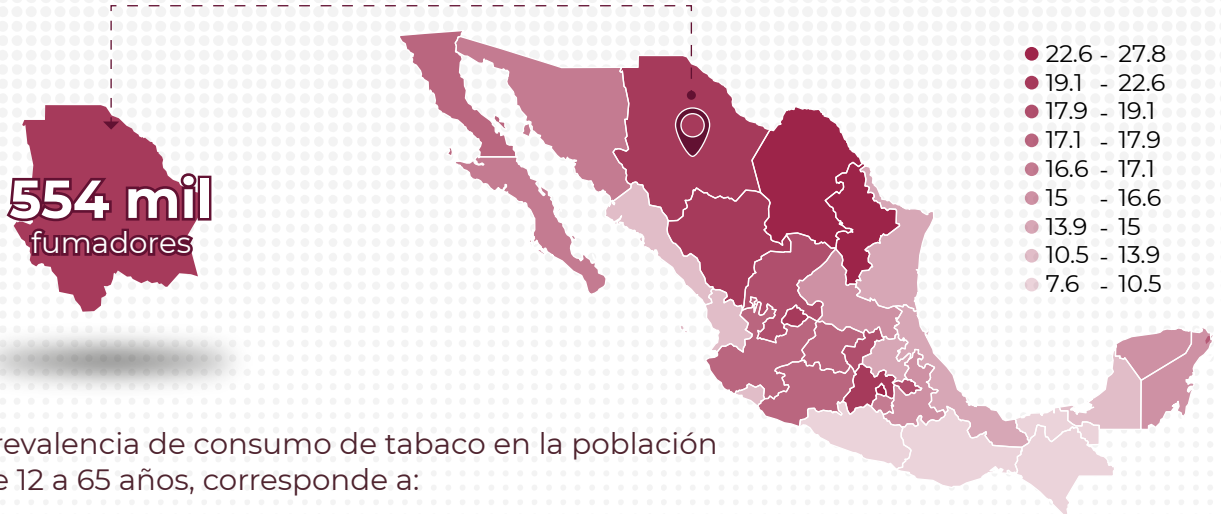 554 mil
fumadores
22.6 - 27.8
19.1 - 22.6
17.9 - 19.1
17.1 - 17.9
16.6 - 17.1
15 - 16.6
13.9 - 15
10.5 - 13.9
7.6 - 10.5
revalencia de consumo de tabaco en la población
e 12 a 65 años, corresponde a: